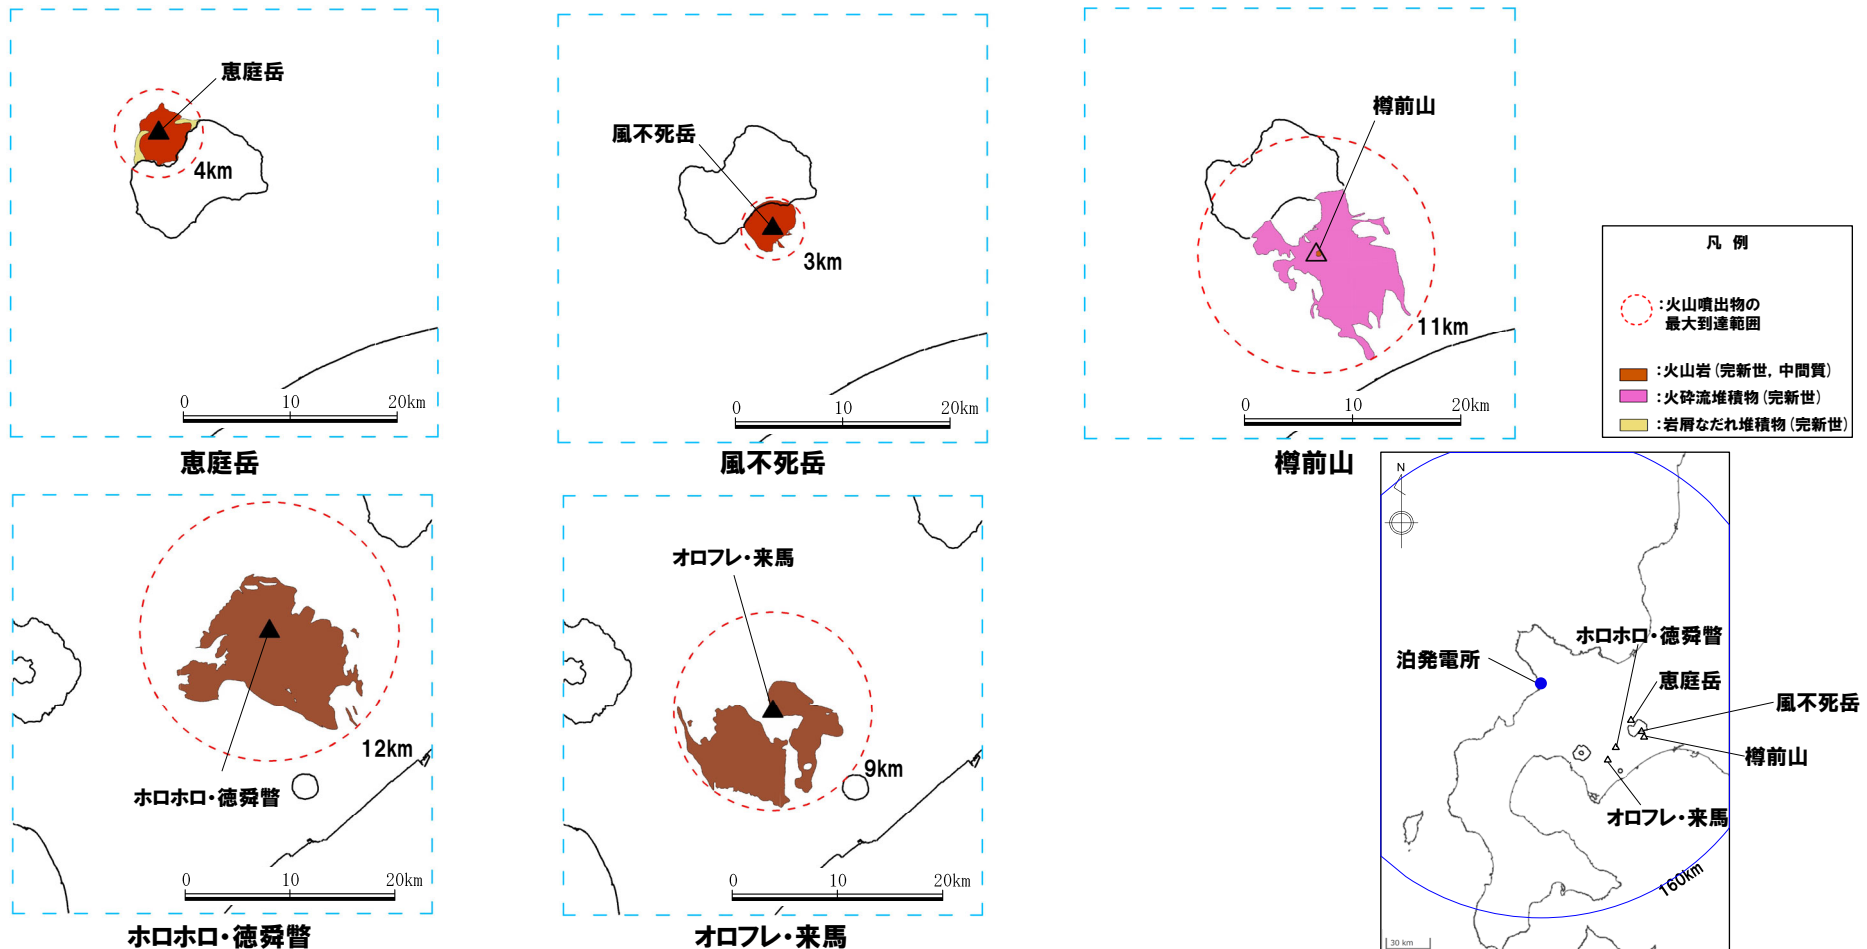 恵庭岳
4km
0 10 20km
恵庭岳
風不死岳
3km
0 10 20km
風不死岳
樽前山
11km
0 10 20km
樽前山
凡 例
：火山噴出物の
最大到達範囲
：火山岩（完新世，中間質）
：火砕流堆積物（完新世）
：岩屑なだれ堆積物（完新世）
12km
ホロホロ・徳舜瞥
0 10 20km
ホロホロ・徳舜瞥
オロフレ・来馬
9km
0 10 20km
オロフレ・来馬
N
ホロホロ・徳舜瞥
泊発電所
恵庭岳
風不死岳
樽前山
オロフレ・来馬
160km
30 km